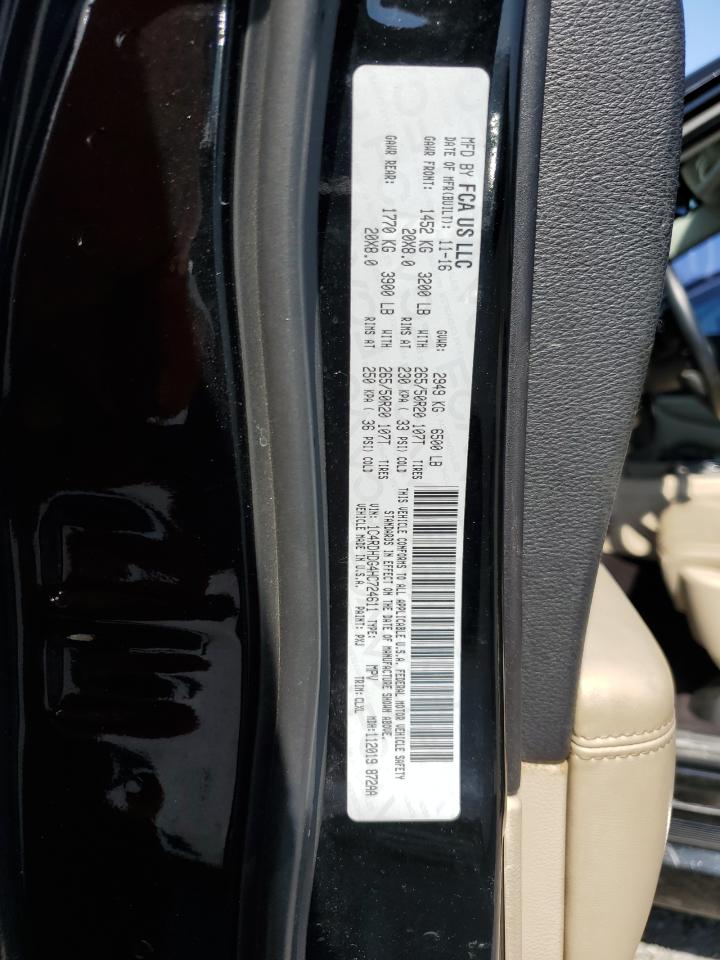 MFD BY FCA US LLC
DATE OF MFR(BUILT): 11-16 GVWR: 2949 KG 6500 LB
GAWR FRONT: 1452 KG 3200 LB WITH 265/50R20 107T TIRES
20X8.0 RIMS AT 230 KPA ( 33 PSI) COLD
GAWR REAR: 1770 KG 3900 LB WITH 265/50R20 107T TIRES
20X8.0 RIMS AT 250 KPA ( 36 PSI) COLD
THIS VEHICLE CONFORMS TO ALL APPLICABLE U.S.A. FEDERAL MOTOR VEHICLE SAFETY
STANDARDS IN EFFECT ON THE DATE OF MANUFACTURE SHOWN ABOVE.
VIN: 1C4RDHDG4HC724611 TYPE: MPV MDH:112019 872AA
VEHICLE MADE IN U.S.A. PAINT: PXJ TRIM:CLXL